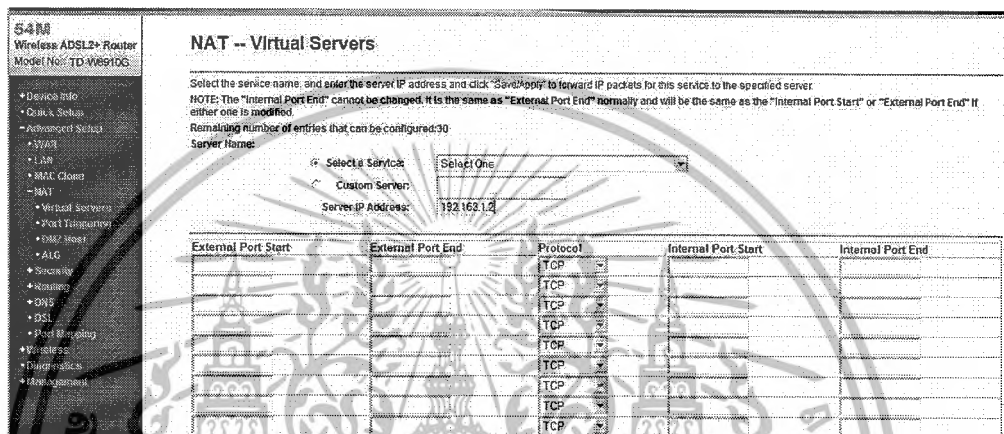 54M
Wireless ADSL2+ Router
Model No.: TD-W8910G
+Device Info
•Quick Setup
−Advanced Setup
•WAN
•LAN
•MAC Clone
−NAT
•Virtual Servers
•Port Triggering
•DMZ Host
•ALG
+Security
+Routing
+DNS
•DSL
•Port Mapping
+Wireless
•Diagnostics
+Management
NAT -- Virtual Servers
Select the service name, and enter the server IP address and click "Save/Apply" to forward IP packets for this service to the specified server.
NOTE: The "Internal Port End" cannot be changed. It is the same as "External Port End" normally and will be the same as the "Internal Port Start" or "External Port End" if
either one is modified.
Remaining number of entries that can be configured:30
Server Name:
Select a Service: Select One
Custom Server:
Server IP Address: 192.163.1.2
External Port Start External Port End Protocol Internal Port Start Internal Port End
TCP
TCP
TCP
TCP
TCP
TCP
TCP
TCP
TCP